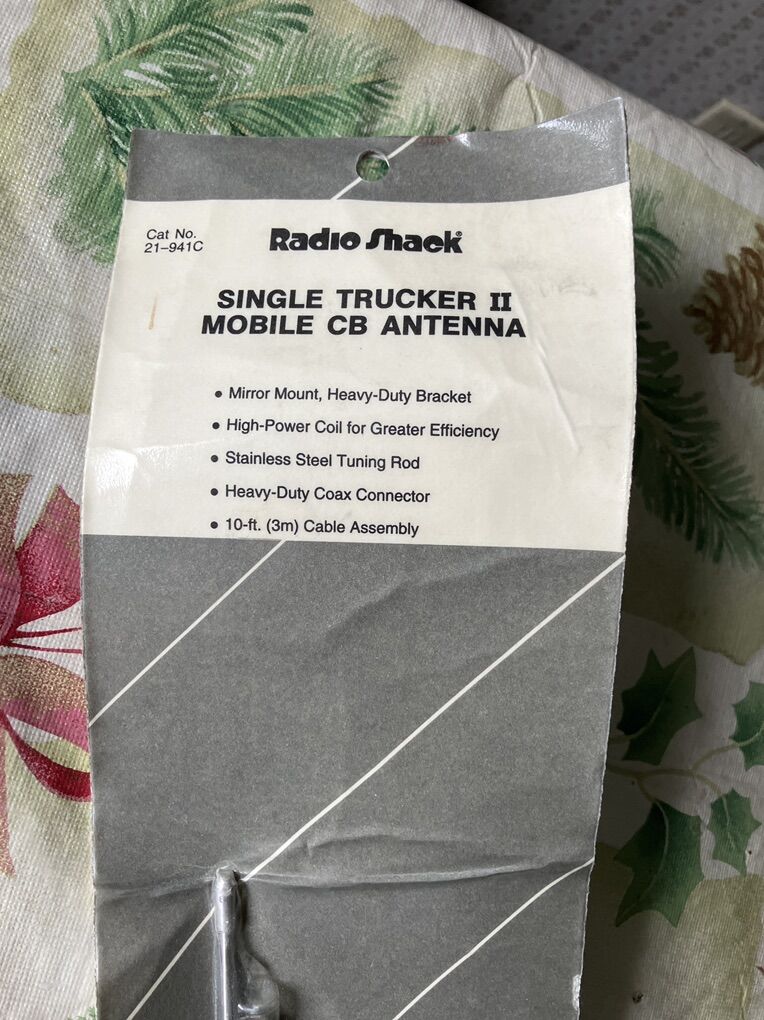 Cat No.
21–941C
Radio Shack®
SINGLE TRUCKER II
MOBILE CB ANTENNA
• Mirror Mount, Heavy-Duty Bracket
• High-Power Coil for Greater Efficiency
• Stainless Steel Tuning Rod
• Heavy-Duty Coax Connector
• 10-ft. (3m) Cable Assembly